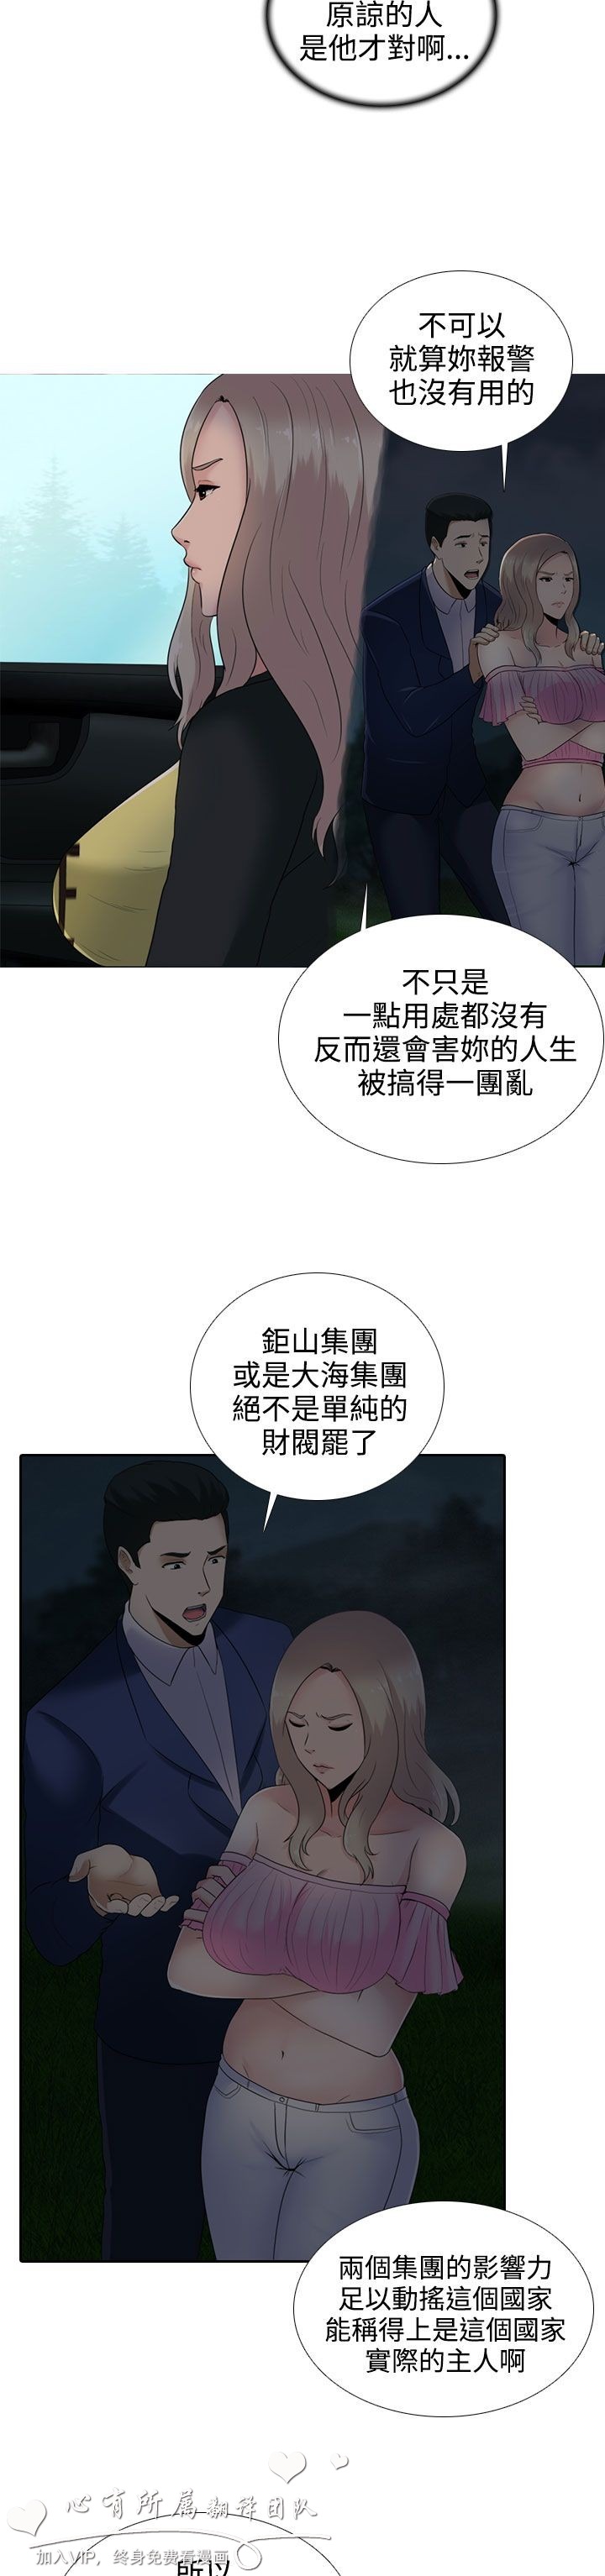 原諒的人
是他才對啊...
不可以
就算妳報警
也沒有用的
不只是
一點用處都沒有
反而還會害妳的人生
被搞得一團亂
鉅山集團
或是大海集團
絕不是單純的
財閥罷了
兩個集團的影響力
足以動搖這個國家
能稱得上是這個國家
實際的主人啊
心有所属翻译团队
加入VIP，终身免费看漫画
所以